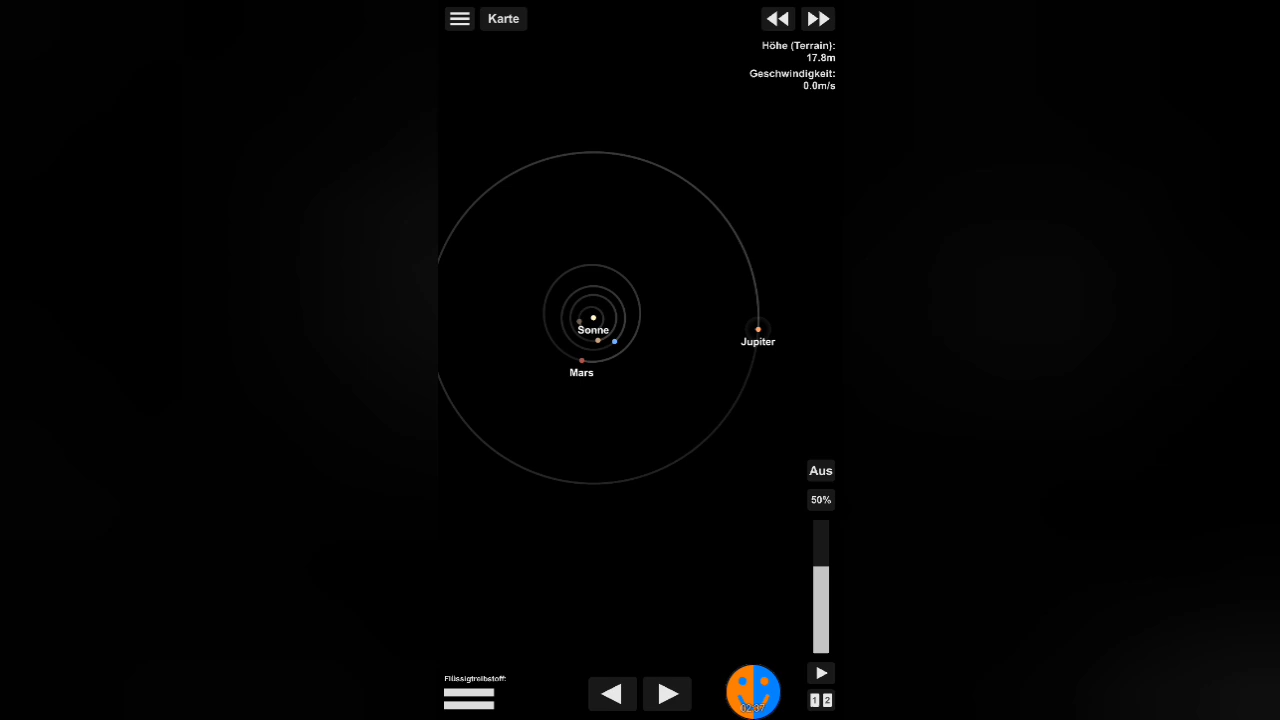 Karte
Höhe (Terrain):
17.8m
Geschwindigkeit:
0.0m/s
Sonne
Jupiter
Mars
Aus
50%
Flüssigtreibstoff:
1 2